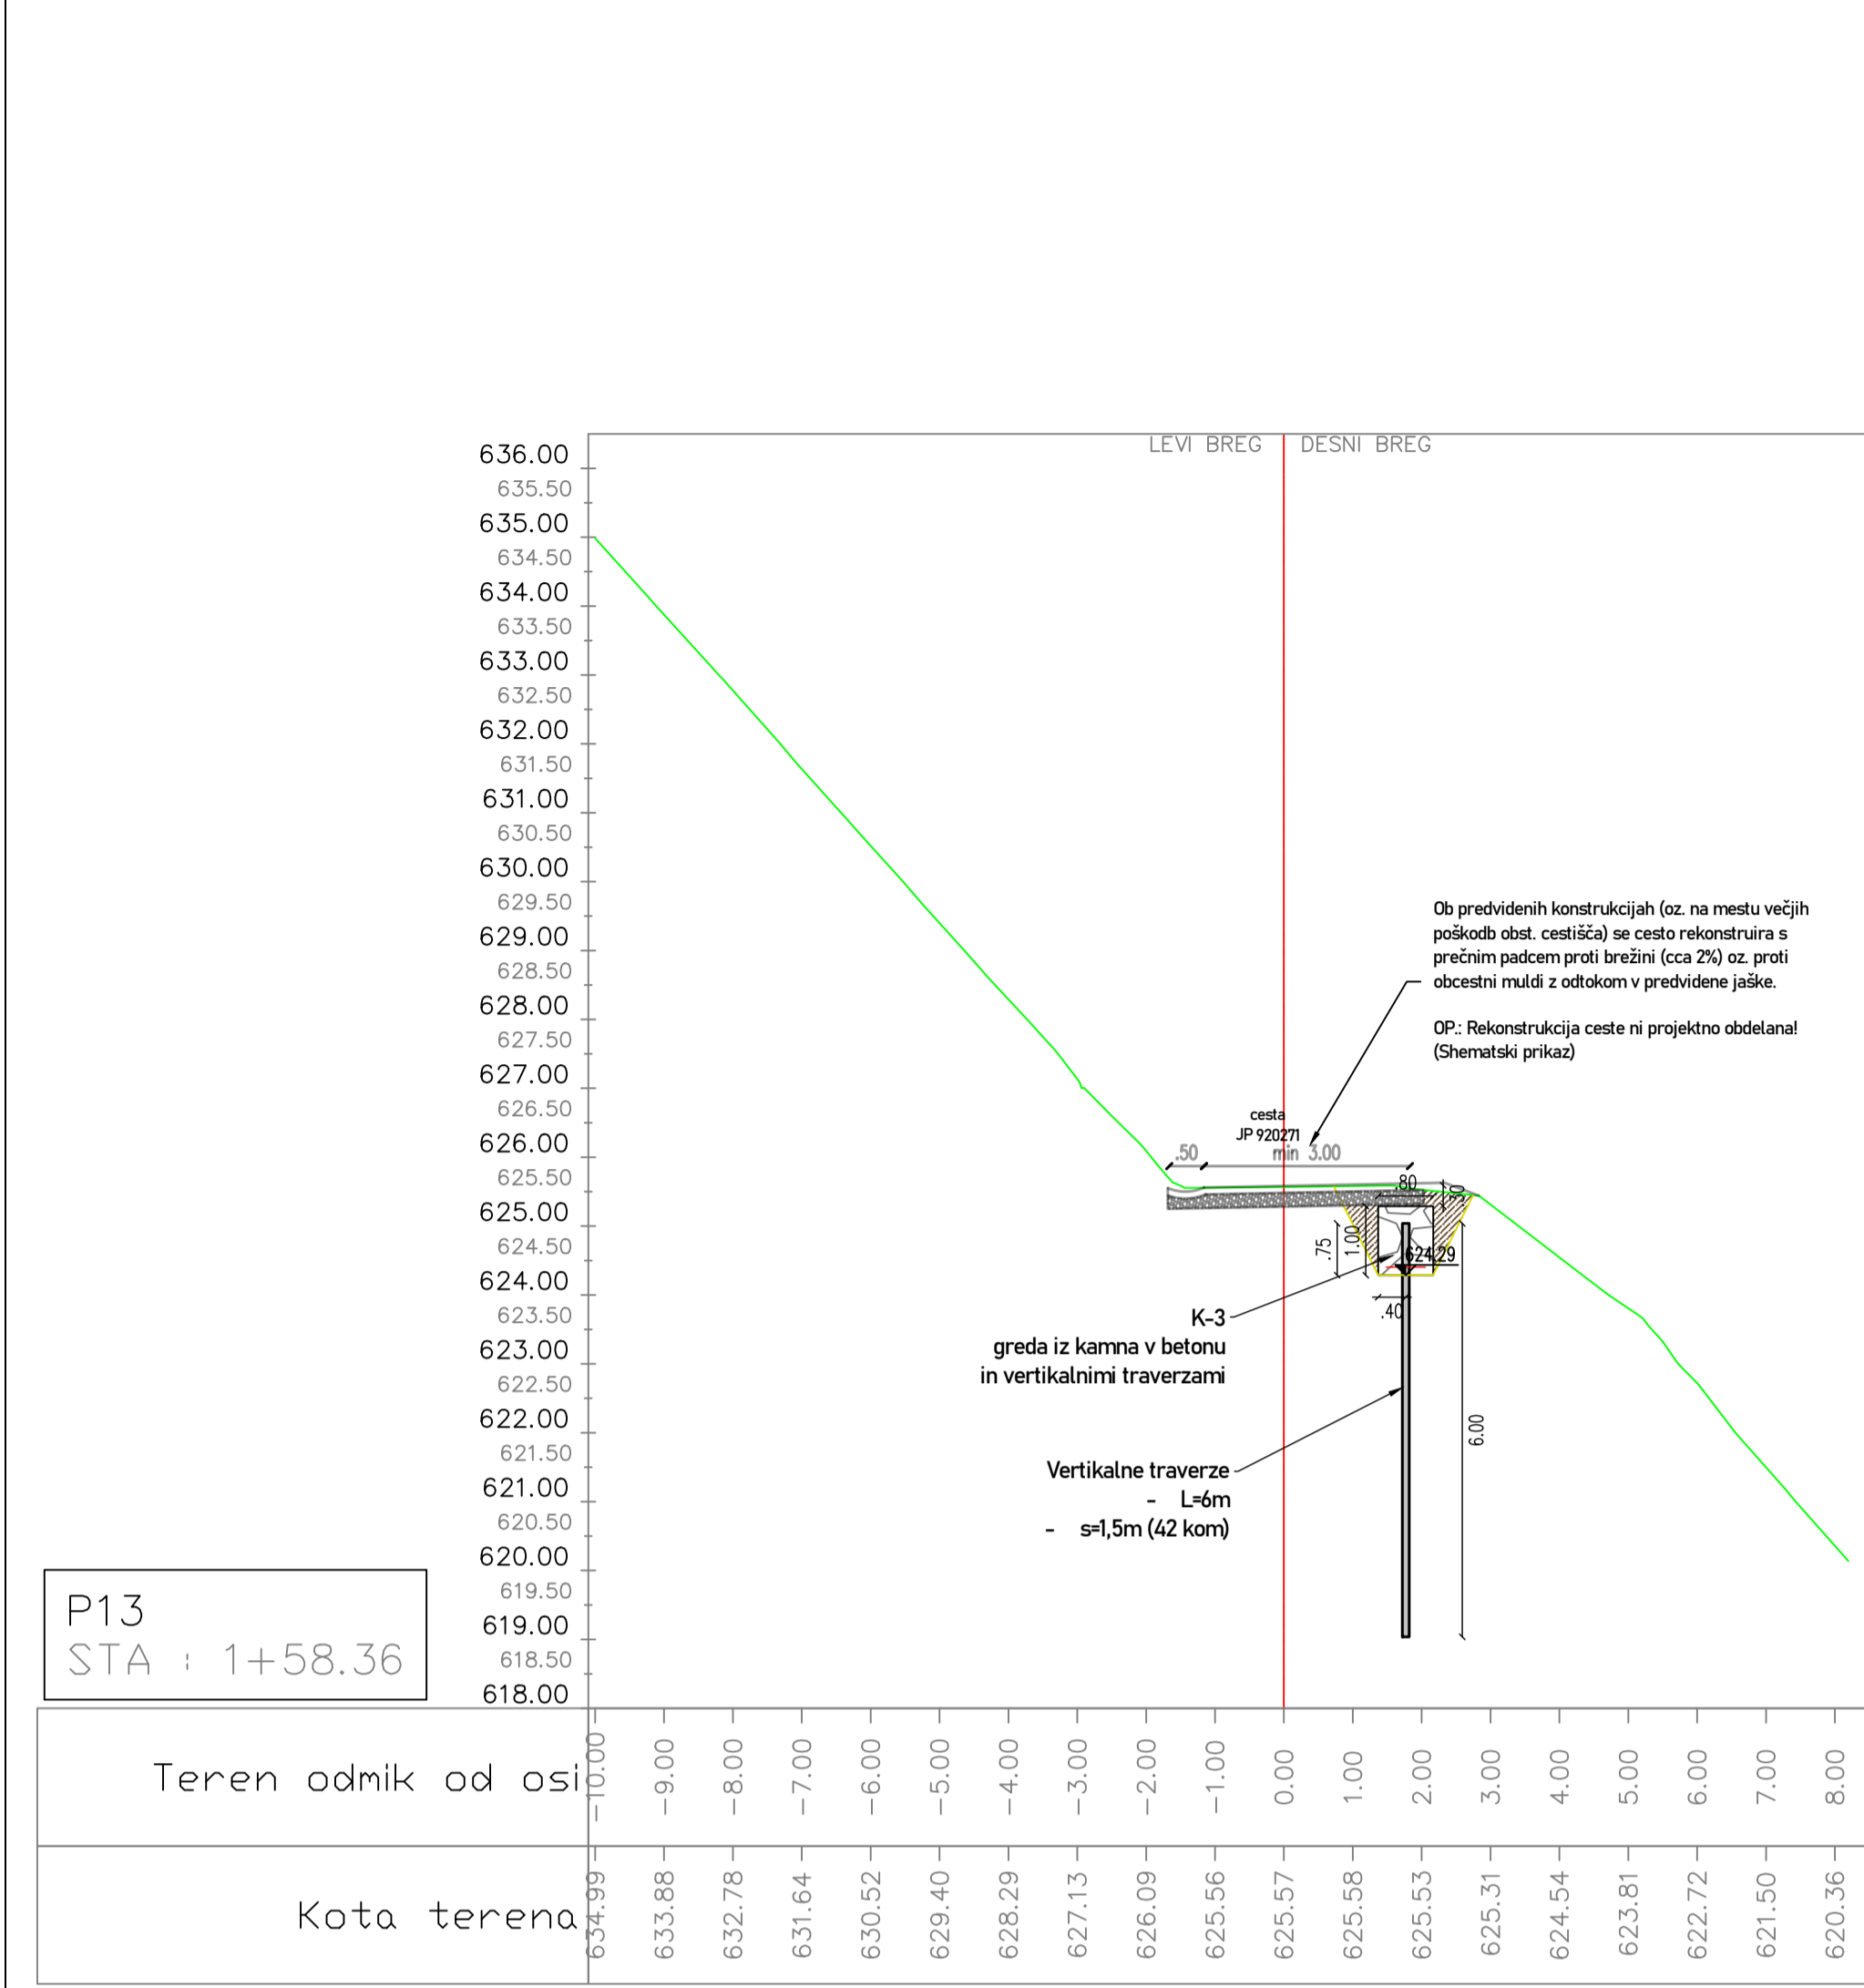 LEVI BREG DESNI BREG
636.00
635.50
635.00
634.50
634.00
633.50
633.00
632.50
632.00
631.50
631.00
630.50
630.00
629.50
629.00
628.50
628.00
627.50
627.00
626.50
626.00
625.50
625.00
624.50
624.00
623.50
623.00
622.50
622.00
621.50
621.00
620.50
620.00
619.50
619.00
618.50
618.00
Ob predvidenih konstrukcijah (oz. na mestu večjih
poškodb obst. cestišča) se cesto rekonstruira s
prečnim padcem proti brežini (cca 2%) oz. proti
obcestni muldi z odtokom v predvidene jaške.
OP.: Rekonstrukcija ceste ni projektno obdelana!
(Shematski prikaz)
cesta
JP 920271
.50 min 3.00
.80
.30
.75
1.00
624.29
.40
6.00
K-3
greda iz kamna v betonu
in vertikalnimi traverzami
Vertikalne traverze
- L=6m
- s=1,5m (42 kom)
P13
STA : 1+58.36
Teren odmik od osi -10.00 -9.00 -8.00 -7.00 -6.00 -5.00 -4.00 -3.00 -2.00 -1.00 0.00 1.00 2.00 3.00 4.00 5.00 6.00 7.00 8.00
Kota terena 634.99 633.88 632.78 631.64 630.52 629.40 628.29 627.13 626.09 625.56 625.57 625.58 625.53 625.31 624.54 623.81 622.72 621.50 620.36